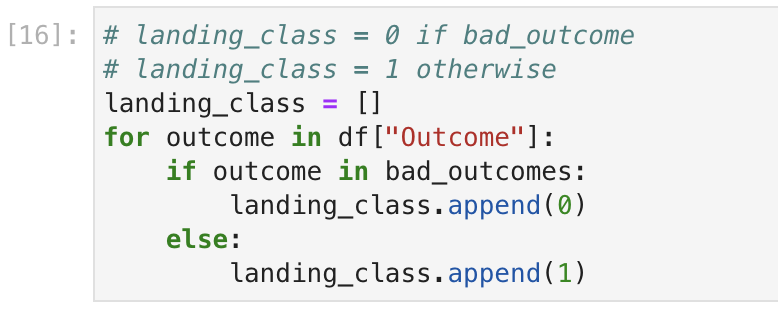 [16]: # landing_class = 0 if bad_outcome
# landing_class = 1 otherwise
landing_class = []
for outcome in df["Outcome"]:
    if outcome in bad_outcomes:
        landing_class.append(0)
    else:
        landing_class.append(1)